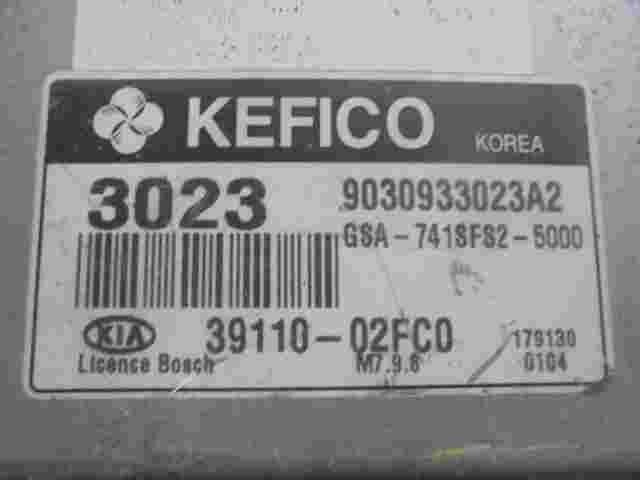 KEFICO KOREA
3023 9030933023A2
GSA-741SFS2-5000
KIA 39110-02FC0 179130
Licence Bosch M7.9.8 0104